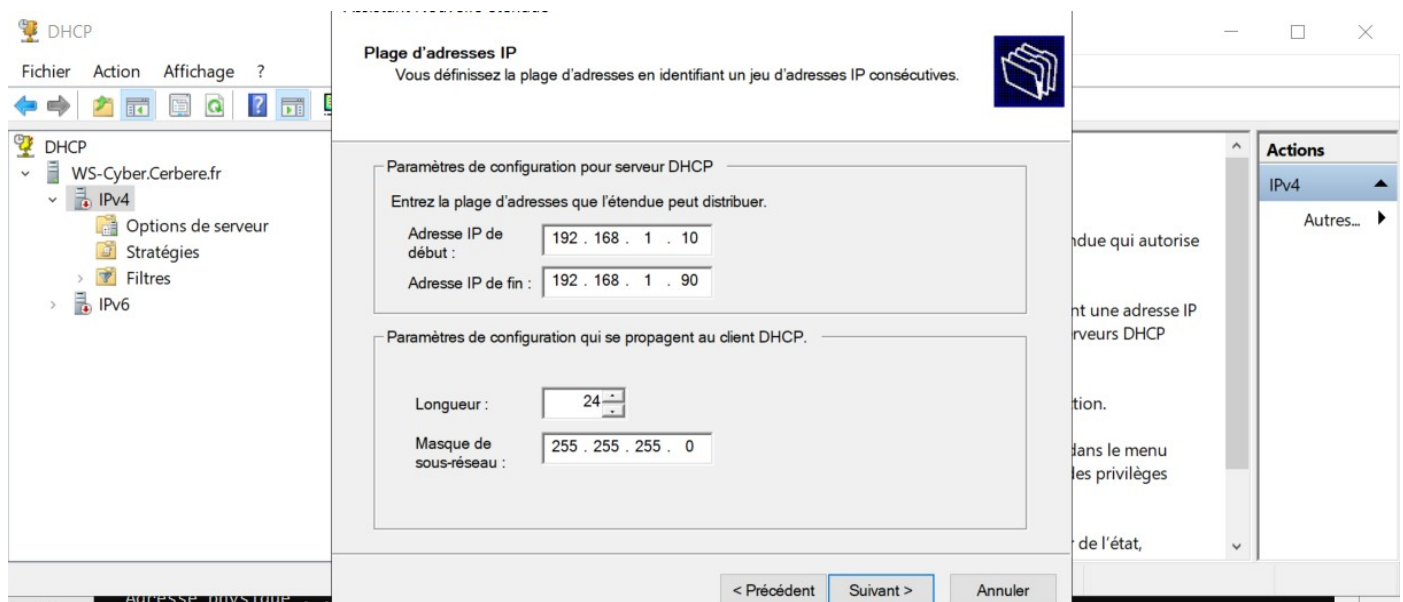 DHCP
Fichier Action Affichage ?
DHCP
WS-Cyber.Cerbere.fr
IPv4
Options de serveur
Stratégies
Filtres
IPv6
Plage d'adresses IP
Vous définissez la plage d'adresses en identifiant un jeu d'adresses IP consécutives.
Paramètres de configuration pour serveur DHCP
Entrez la plage d'adresses que l'étendue peut distribuer.
Adresse IP de
début :
192 . 168 . 1 . 10
Adresse IP de fin :
192 . 168 . 1 . 90
Paramètres de configuration qui se propagent au client DHCP.
Longueur :
24
Masque de
sous-réseau :
255 . 255 . 255 . 0
< Précédent Suivant > Annuler
qui autorise
une adresse IP
DHCP
dans le menu
privilèges
de l'état,
Actions
IPv4
Autres...